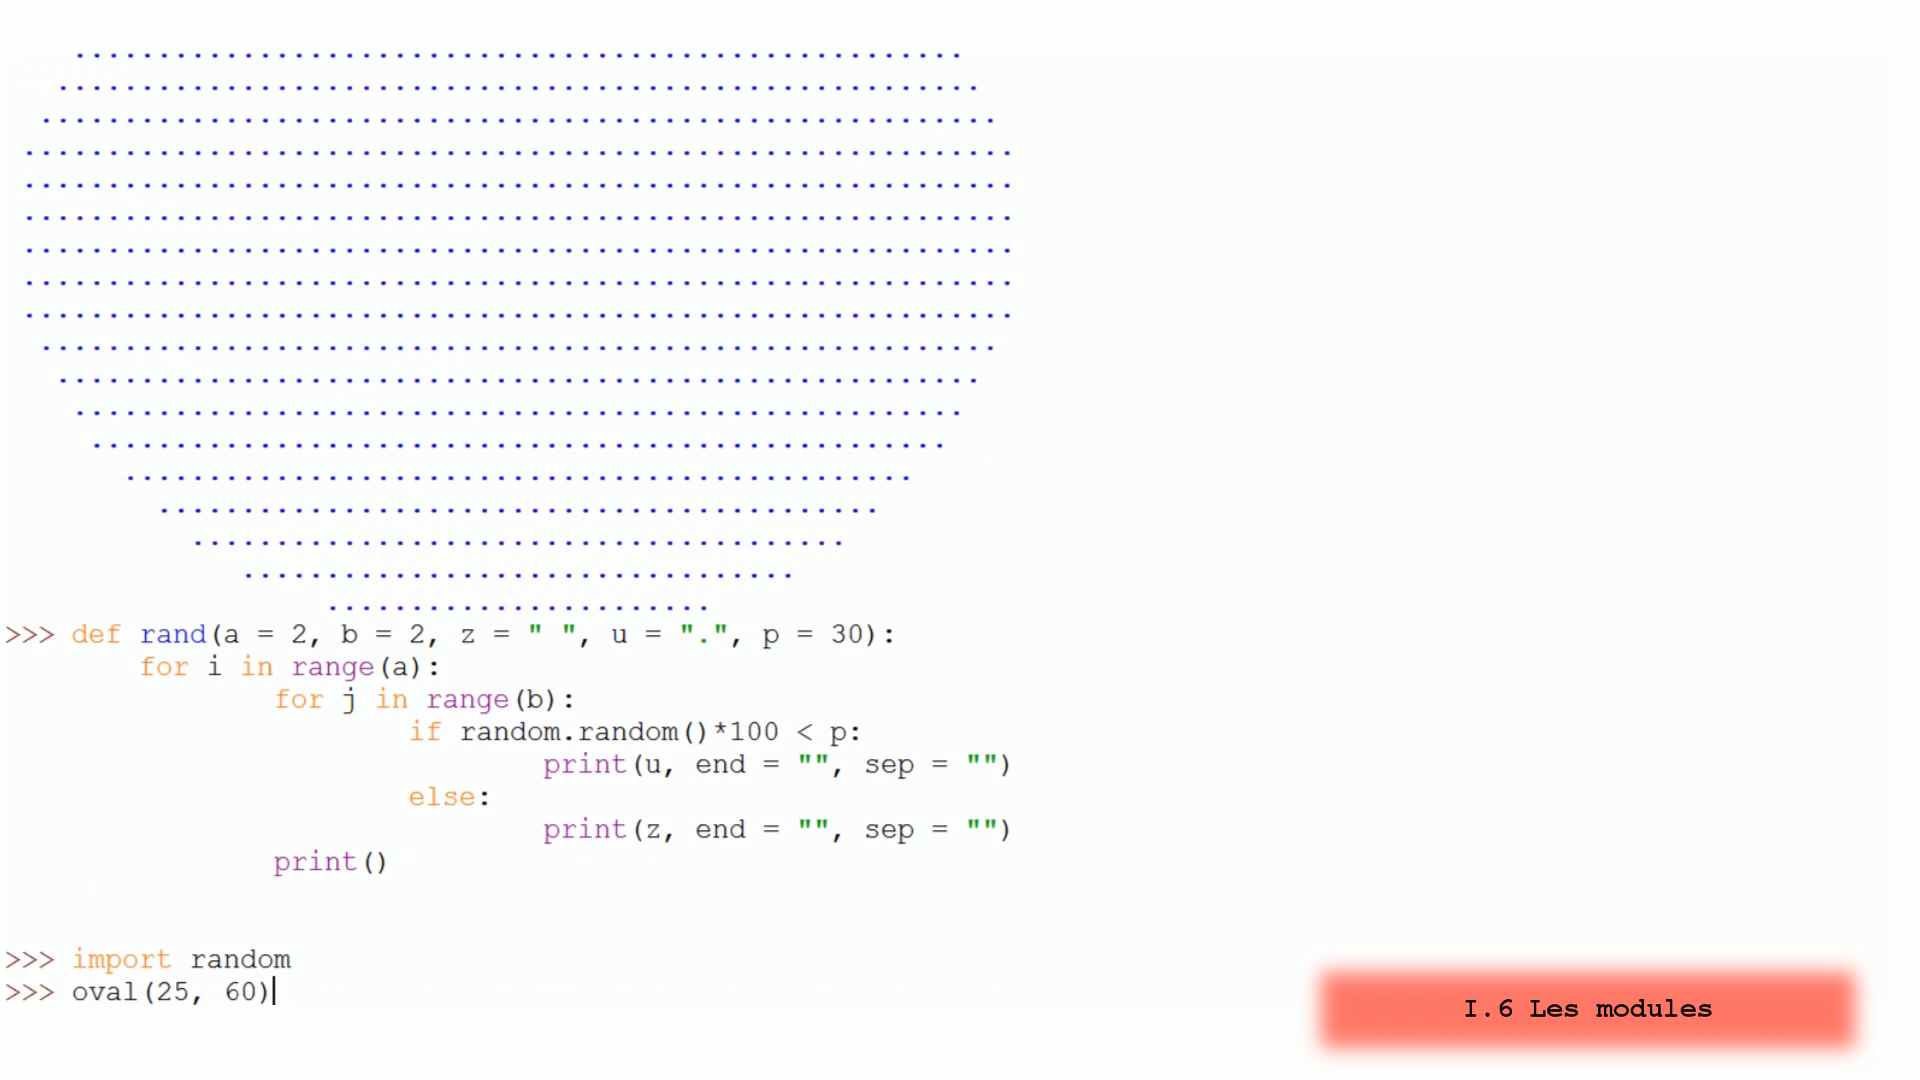 >>> def rand(a = 2, b = 2, z = " ", u = ".", p = 30):
for i in range(a):
for j in range(b):
if random.random()*100 < p:
print(u, end = "", sep = "")
else:
print(z, end = "", sep = "")
print()
>>> import random
>>> oval(25, 60)
I.6 Les modules